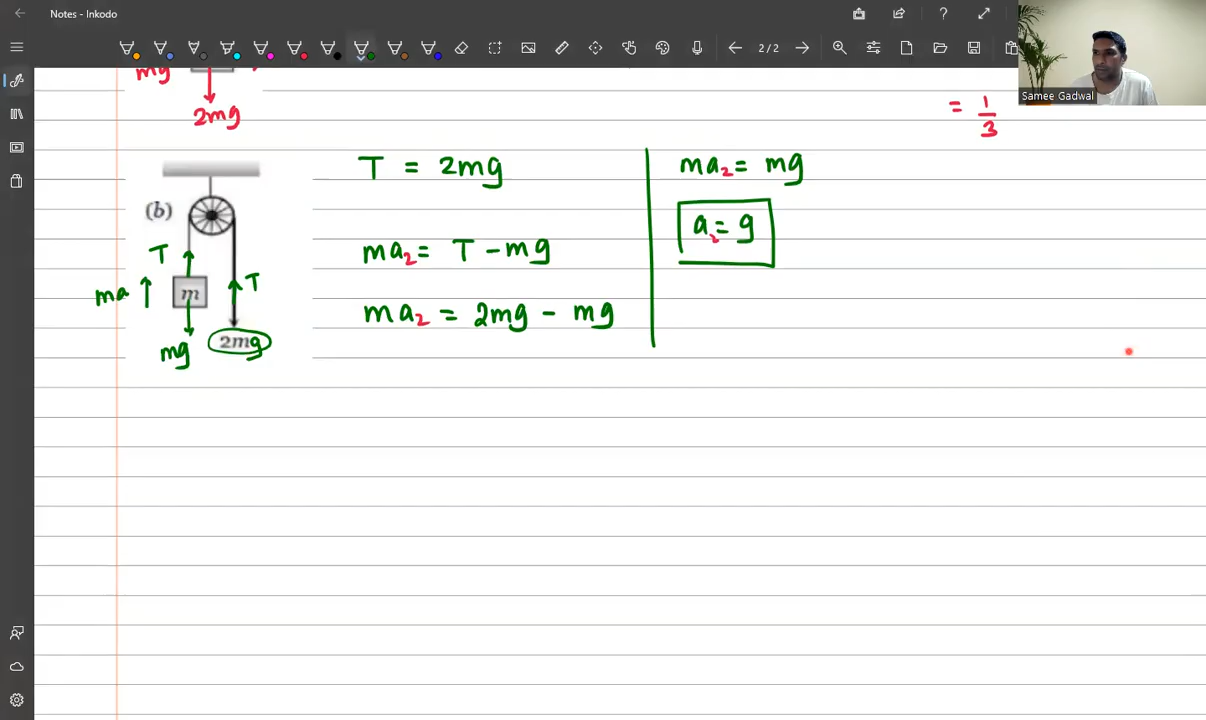 Notes - Inkodo
2 / 2
Samee Gadwal
mg
2mg
= 1/3
(b)
T
T
ma
m
mg
2mg
T = 2mg
ma₂ = T - mg
ma₂ = 2mg - mg
ma₂ = mg
a₂ = g